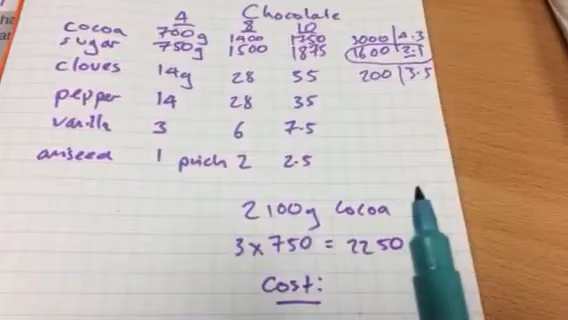 Chocolate
4 8 10
cocoa 700g 1400 1750 3000 | 4.3
sugar 750g 1500 1875 1600 2.1
cloves 14g 28 55 200 | 3.5
pepper 14 28 35
vanilla 3 6 7.5
aniseed 1 pinch 2 2.5
2100g cocoa
3 x 750 = 2250
Cost: